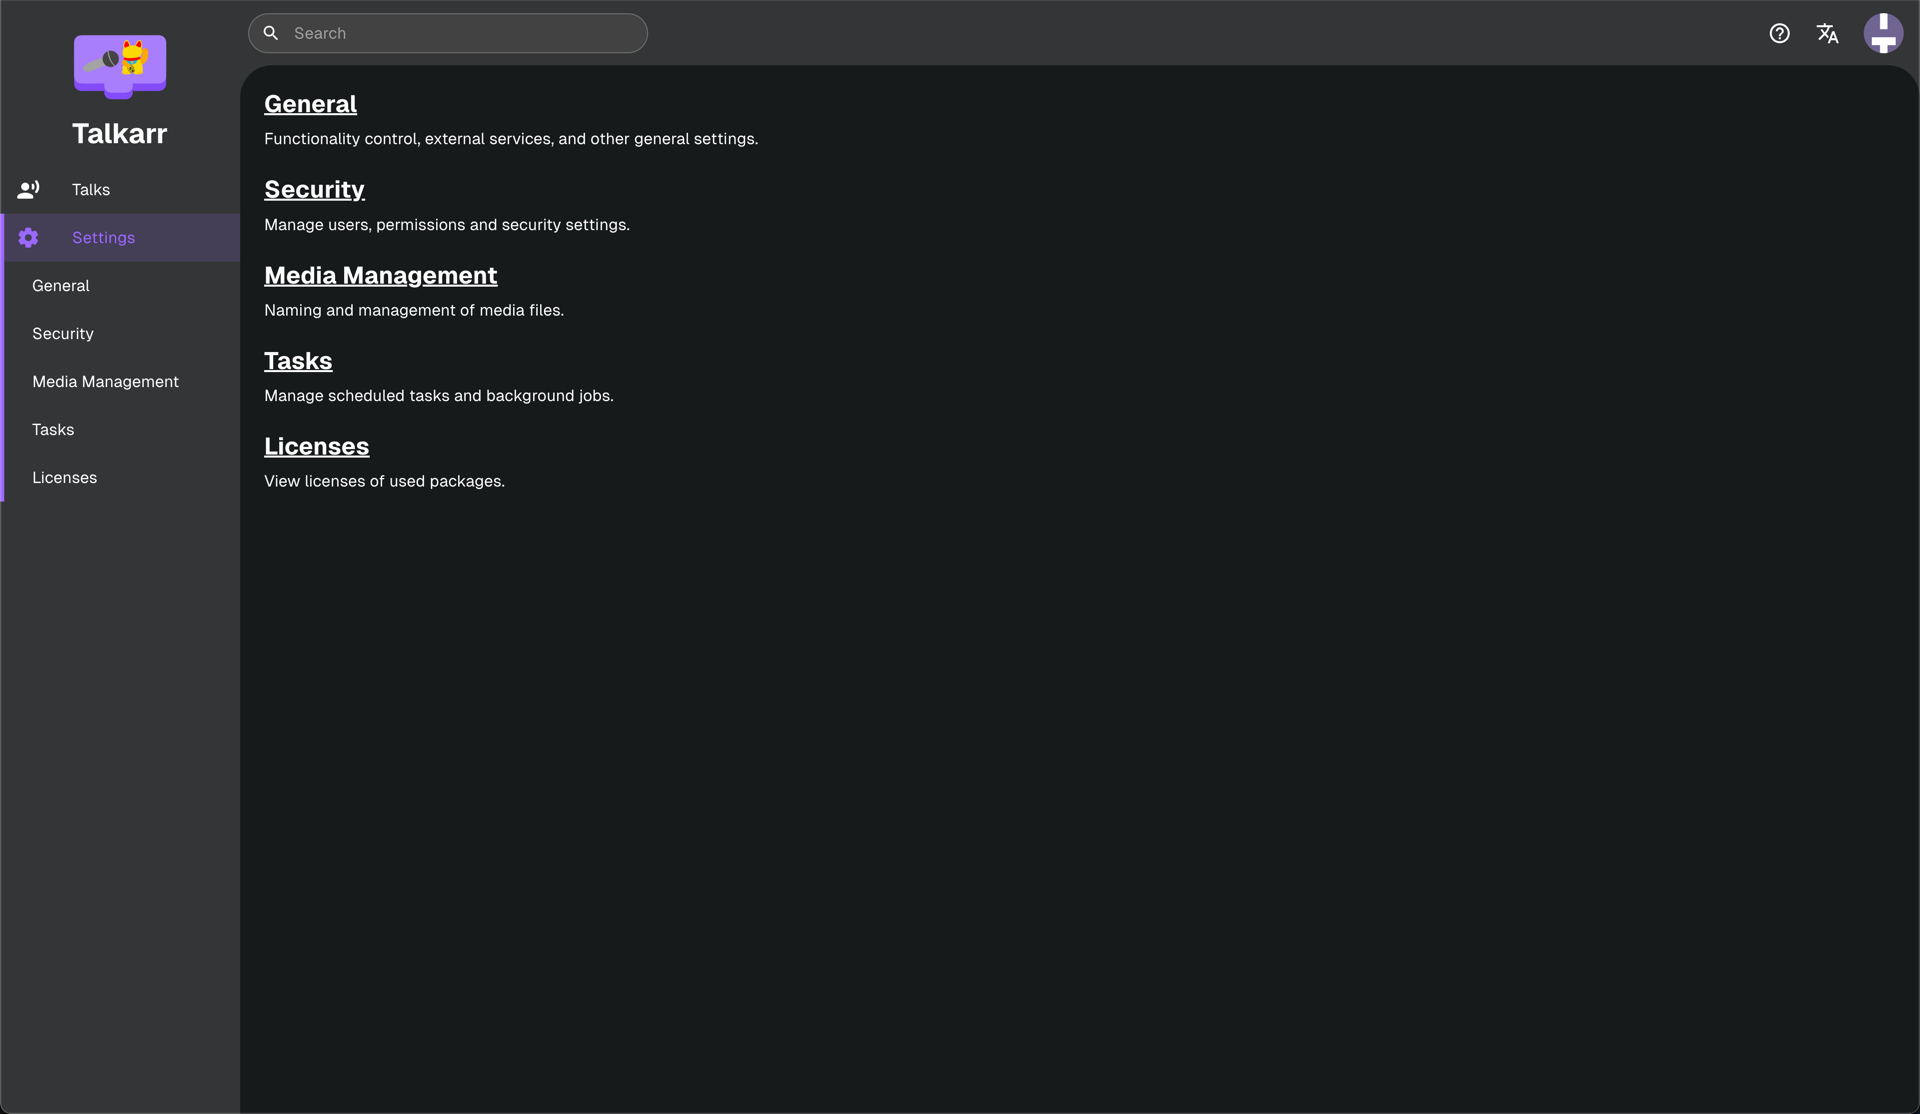 Talkarr
Talks
Settings
General
Security
Media Management
Tasks
Licenses
Search
General
Functionality control, external services, and other general settings.
Security
Manage users, permissions and security settings.
Media Management
Naming and management of media files.
Tasks
Manage scheduled tasks and background jobs.
Licenses
View licenses of used packages.